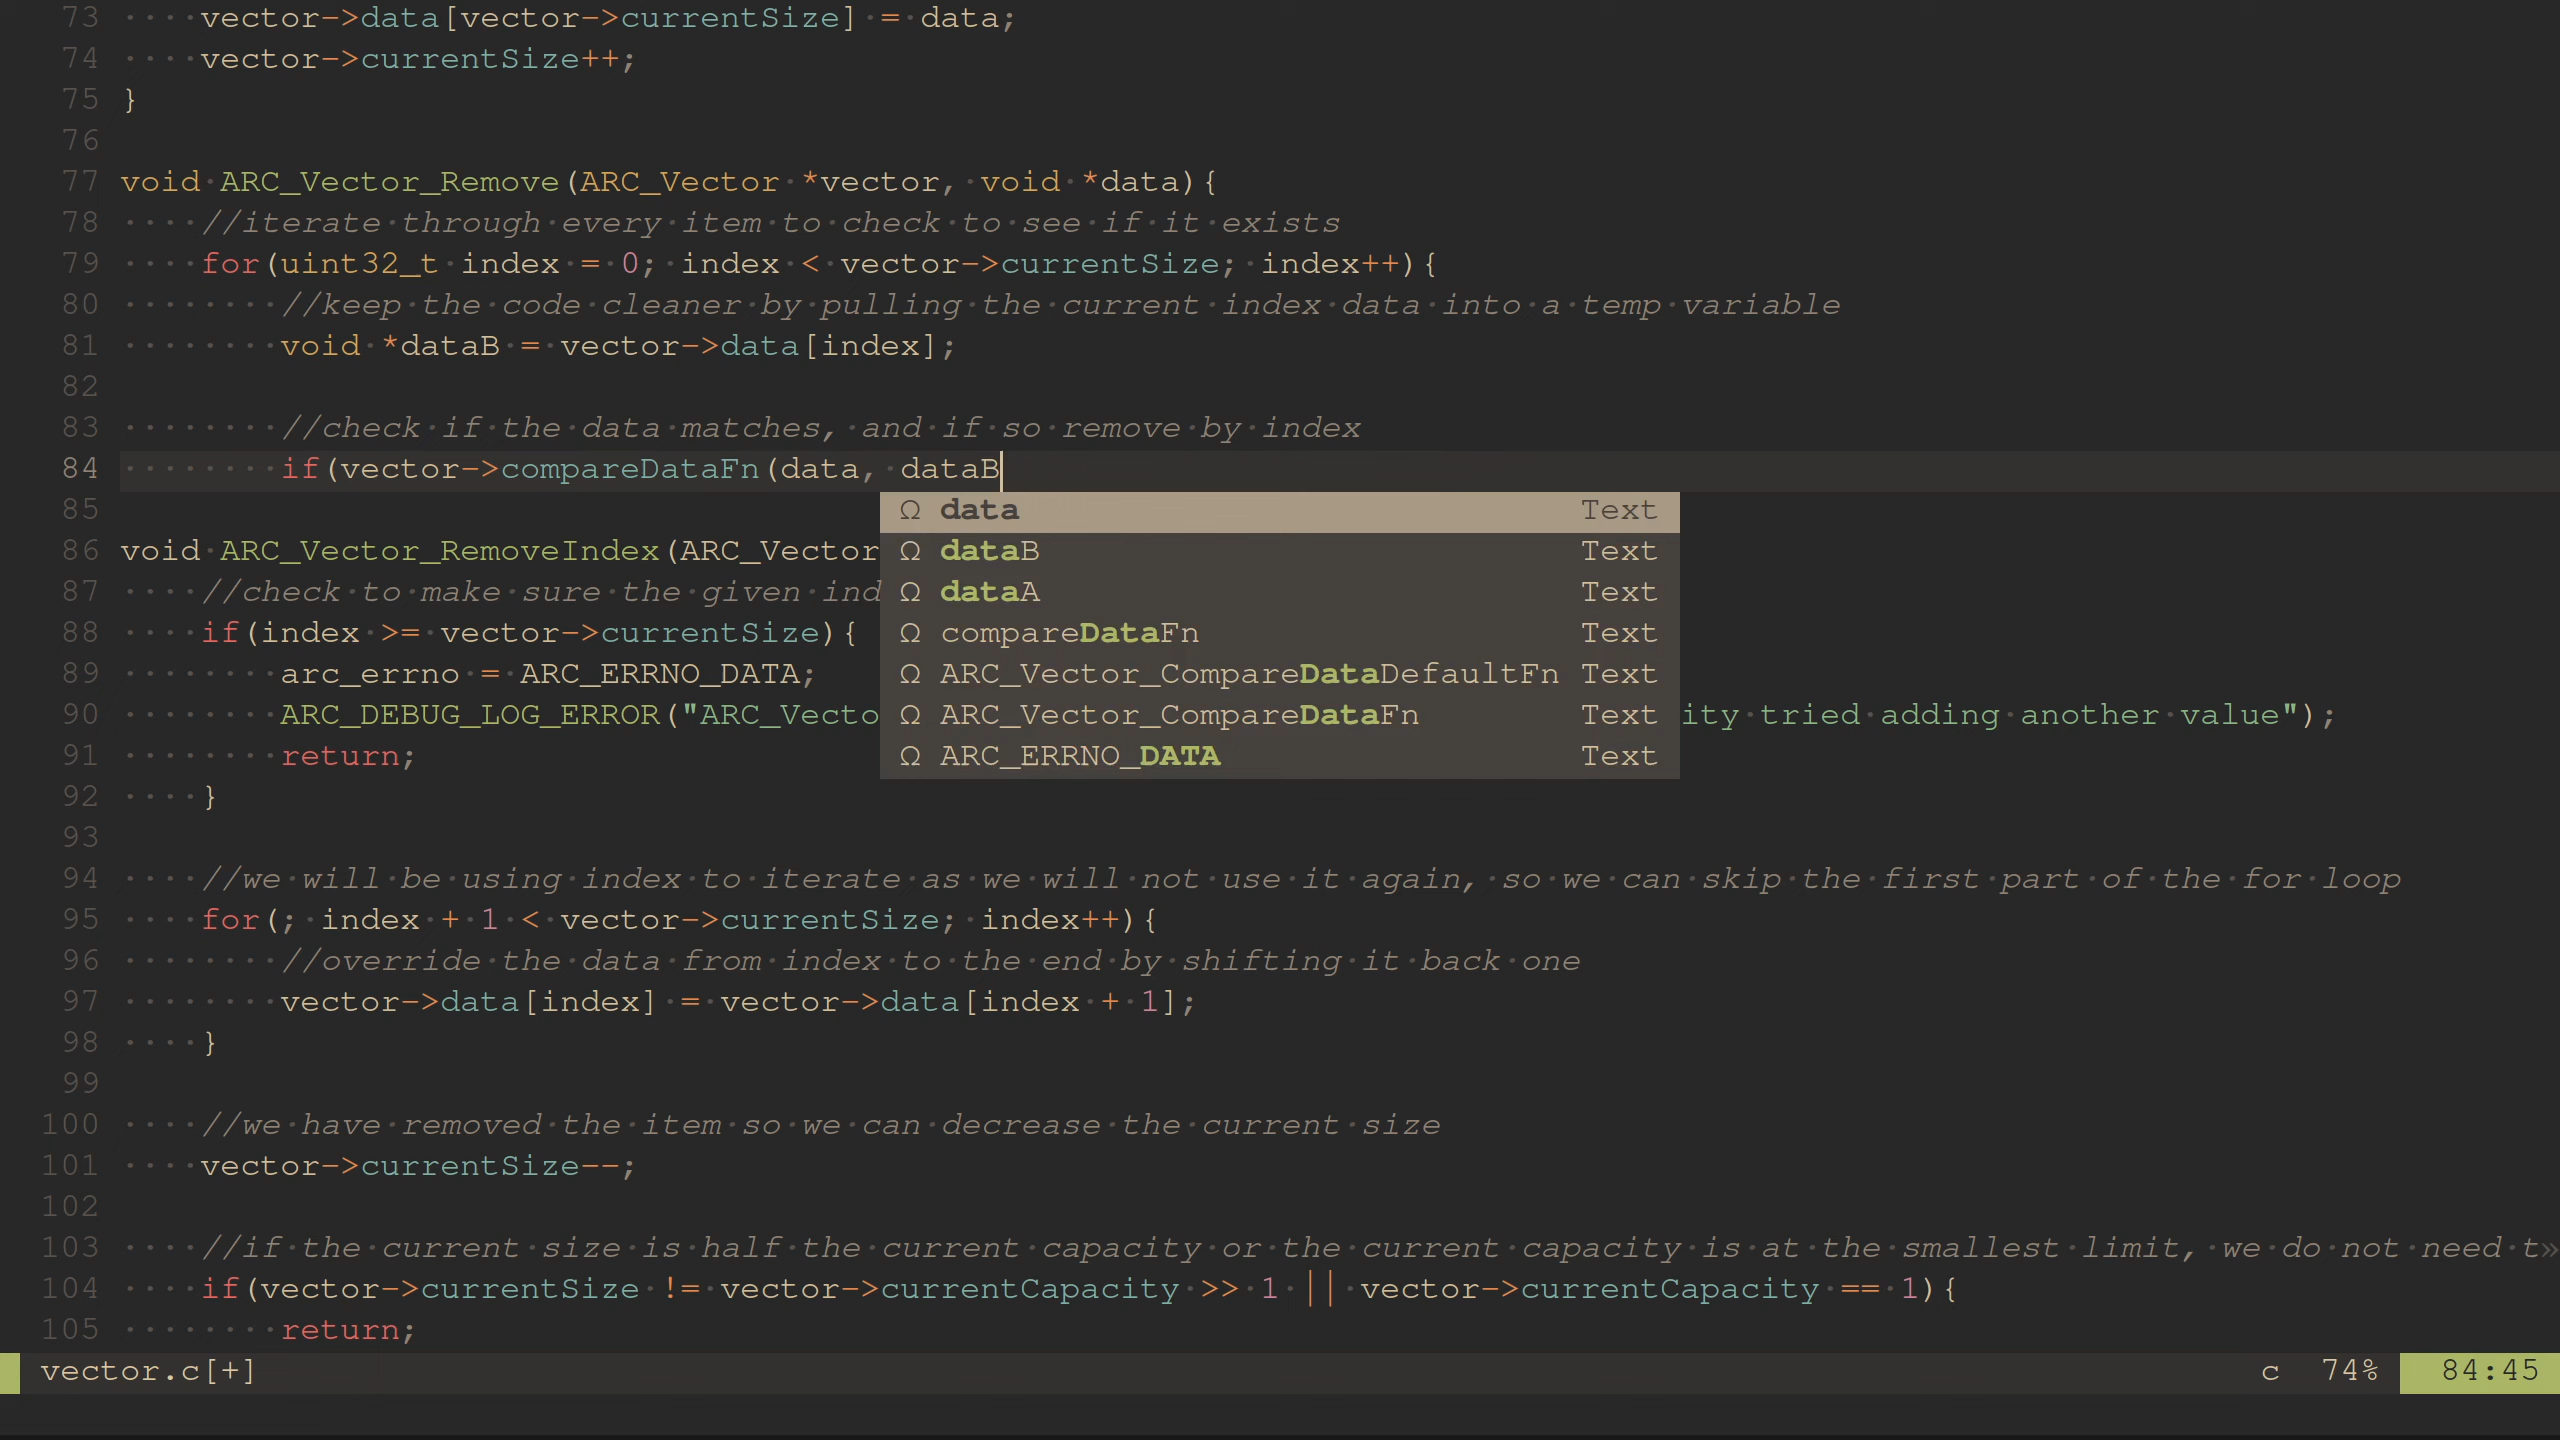 73     vector->data[vector->currentSize] = data;
74     vector->currentSize++;
75 }
76
77 void ARC_Vector_Remove(ARC_Vector *vector, void *data){
78     //iterate through every item to check to see if it exists
79     for(uint32_t index = 0; index < vector->currentSize; index++){
80         //keep the code cleaner by pulling the current index data into a temp variable
81         void *dataB = vector->data[index];
82
83         //check if the data matches, and if so remove by index
84         if(vector->compareDataFn(data, dataB
85 Ω data Text
86 void ARC_Vector_RemoveIndex(ARC_Vector Ω dataB Text
87     //check to make sure the given ind Ω dataA Text
88     if(index >= vector->currentSize){ Ω compareDataFn Text
89         arc_errno = ARC_ERRNO_DATA; Ω ARC_Vector_CompareDataDefaultFn Text
90         ARC_DEBUG_LOG_ERROR("ARC_Vecto Ω ARC_Vector_CompareDataFn Text ity tried adding another value");
91         return; Ω ARC_ERRNO_DATA Text
92     }
93
94     //we will be using index to iterate as we will not use it again, so we can skip the first part of the for loop
95     for(; index + 1 < vector->currentSize; index++){
96         //override the data from index to the end by shifting it back one
97         vector->data[index] = vector->data[index + 1];
98     }
99
100     //we have removed the item so we can decrease the current size
101     vector->currentSize--;
102
103     //if the current size is half the current capacity or the current capacity is at the smallest limit, we do not need t»
104     if(vector->currentSize != vector->currentCapacity >> 1 || vector->currentCapacity == 1){
105         return;
vector.c[+] c 74% 84:45